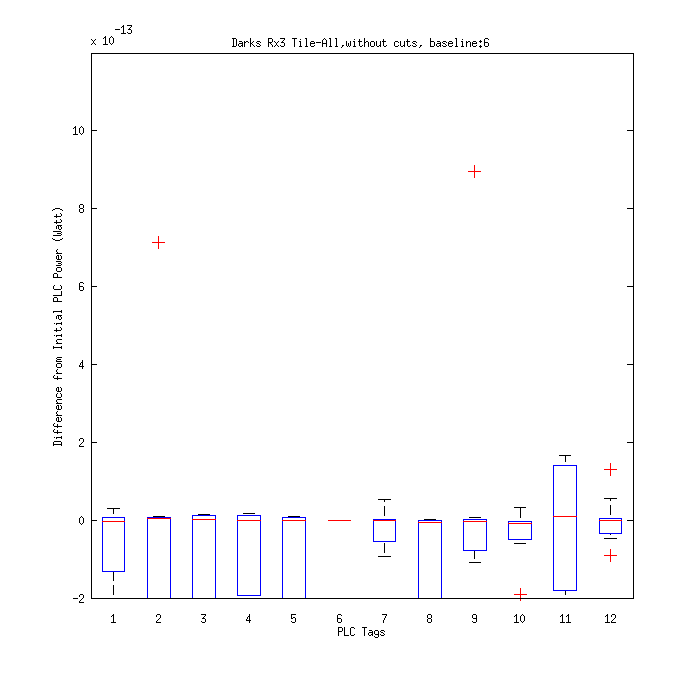 x 10 -13
Darks Rx3 Tile-All,without cuts, baseline:6
10
8
6
4
2
0
-2
Difference from Initial PLC Power (Watt)
1 2 3 4 5 6 7 8 9 10 11 12
PLC Tags